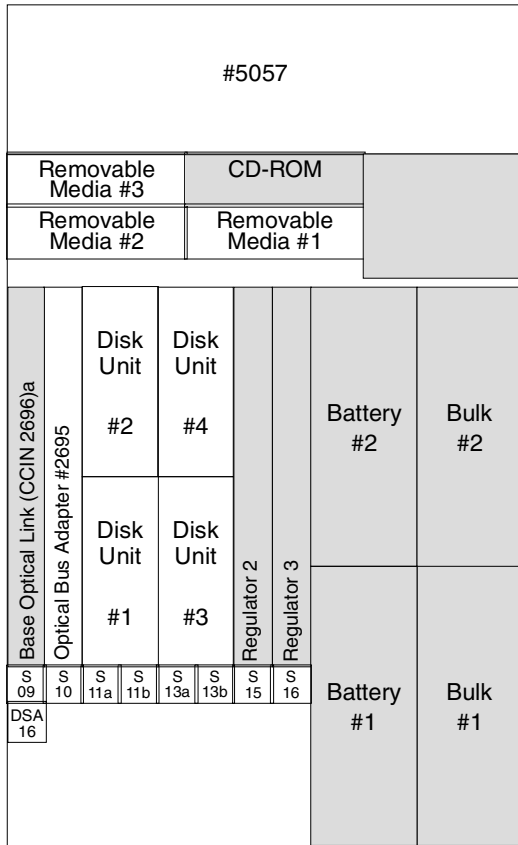 #5057
Removable
Media #3
CD-ROM
Removable
Media #2
Removable
Media #1
Base Optical Link (CCIN 2696)a
Optical Bus Adapter #2695
Disk
Unit
#2
Disk
Unit
#4
Disk
Unit
#1
Disk
Unit
#3
Regulator 2
Regulator 3
Battery
#2
Bulk
#2
Battery
#1
Bulk
#1
S
09
S
10
S
11a
S
11b
S
13a
S
13b
S
15
S
16
DSA
16